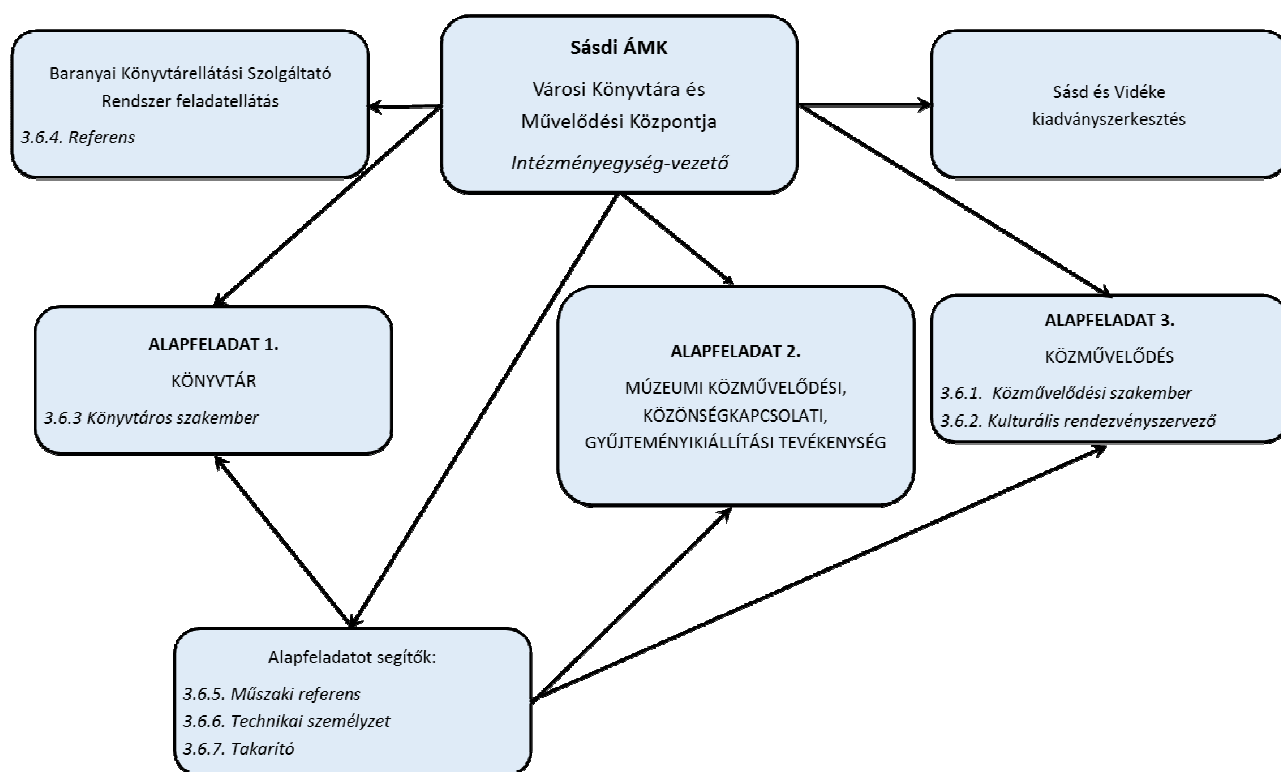 Baranyai Könyvtárellátási Szolgáltató
Rendszer feladatellátás
3.6.4. Referens
Sásdi ÁMK
Városi Könyvtára és
Művelődési Központja
Intézményegység-vezető
Sásd és Vidéke
kiadványszerkesztés
ALAPFELADAT 1.
KÖNYVTÁR
3.6.3 Könyvtáros szakember
ALAPFELADAT 2.
MÚZEUMI KÖZMŰVELŐDÉSI,
KÖZÖNSÉGKAPCSOLATI,
GYŰJTEMÉNYIKIÁLLÍTÁSI TEVÉKENYSÉG
ALAPFELADAT 3.
KÖZMŰVELŐDÉS
3.6.1. Közművelődési szakember
3.6.2. Kulturális rendezvényszervező
Alapfeladatot segítők:
3.6.5. Műszaki referens
3.6.6. Technikai személyzet
3.6.7. Takarító